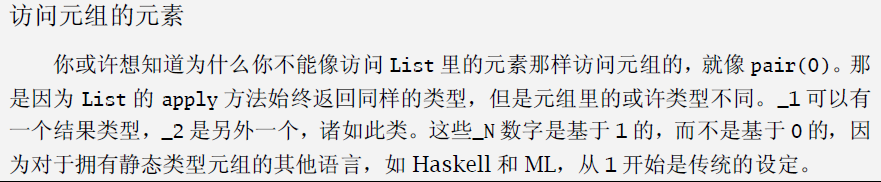 访问元组的元素
你或许想知道为什么你不能像访问 List 里的元素那样访问元组的，就像 pair(0)。那
是因为 List 的 apply 方法始终返回同样的类型，但是元组里的或许类型不同。_1 可以有
一个结果类型，_2 是另外一个，诸如此类。这些_N 数字是基于 1 的，而不是基于 0 的，因
为对于拥有静态类型元组的其他语言，如 Haskell 和 ML，从 1 开始是传统的设定。